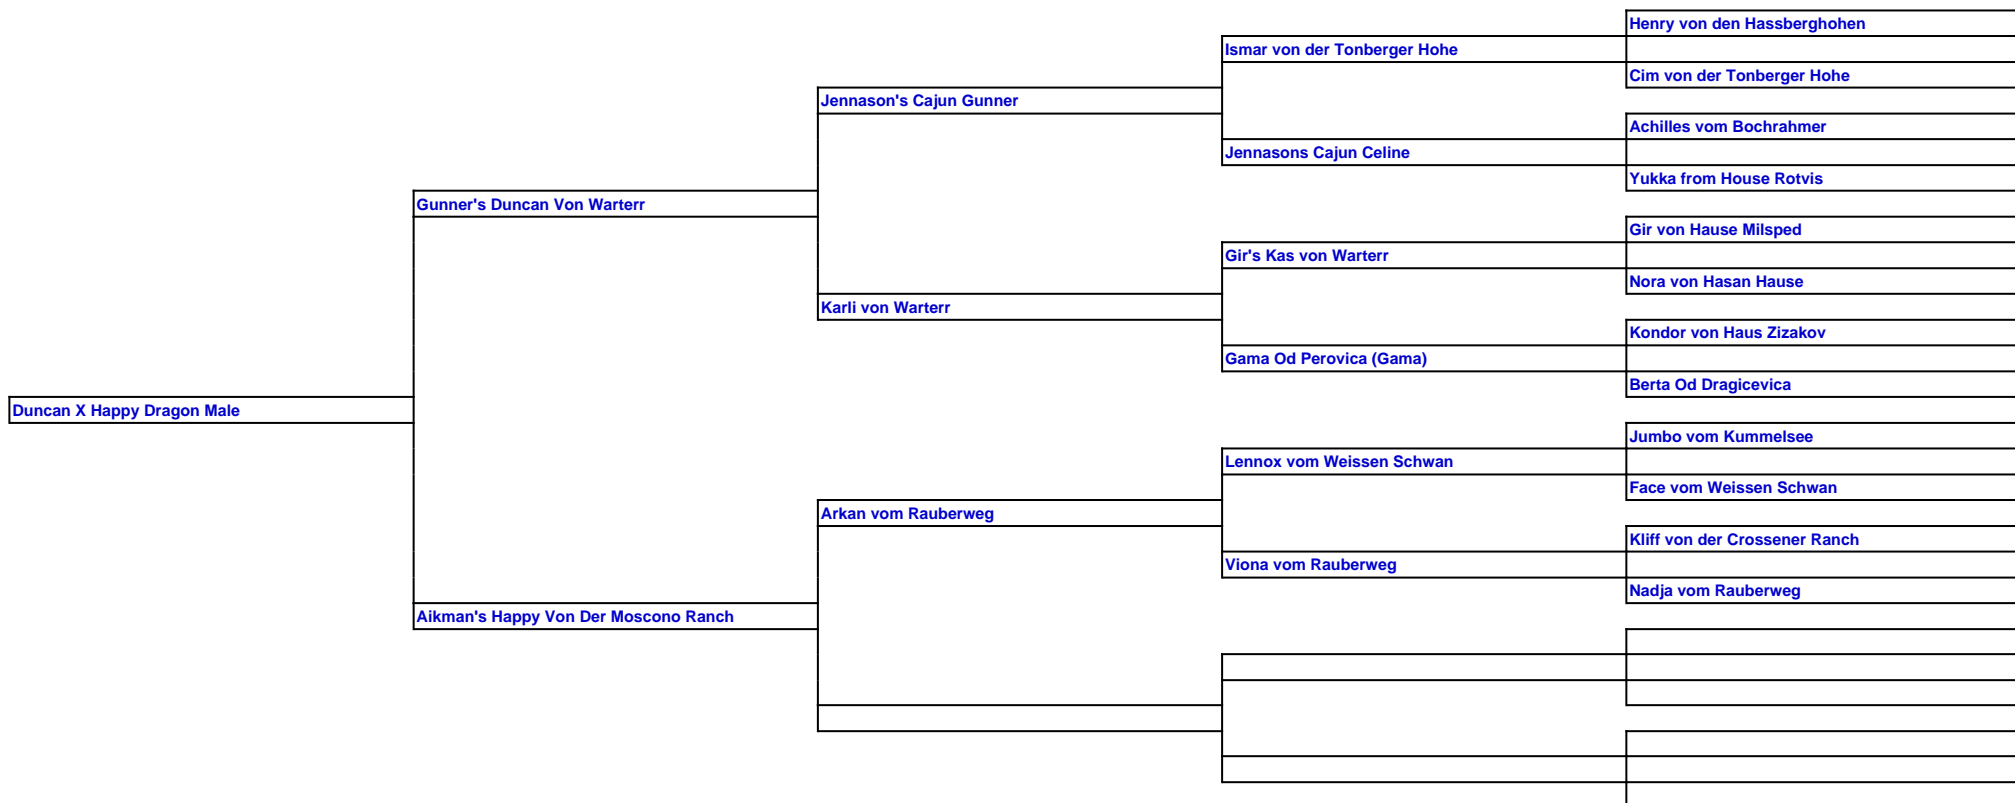 Henry von den Hassberghohen
Ismar von der Tonberger Hohe
Cim von der Tonberger Hohe
Jennason's Cajun Gunner
Achilles vom Bochrahmer
Jennasons Cajun Celine
Yukka from House Rotvis
Gunner's Duncan Von Warterr
Gir von Hause Milsped
Gir's Kas von Warterr
Nora von Hasan Hause
Karli von Warterr
Kondor von Haus Zizakov
Gama Od Perovica (Gama)
Berta Od Dragicevica
Duncan X Happy Dragon Male
Jumbo vom Kummelsee
Lennox vom Weissen Schwan
Face vom Weissen Schwan
Arkan vom Rauberweg
Kliff von der Crossener Ranch
Viona vom Rauberweg
Nadja vom Rauberweg
Aikman's Happy Von Der Moscono Ranch